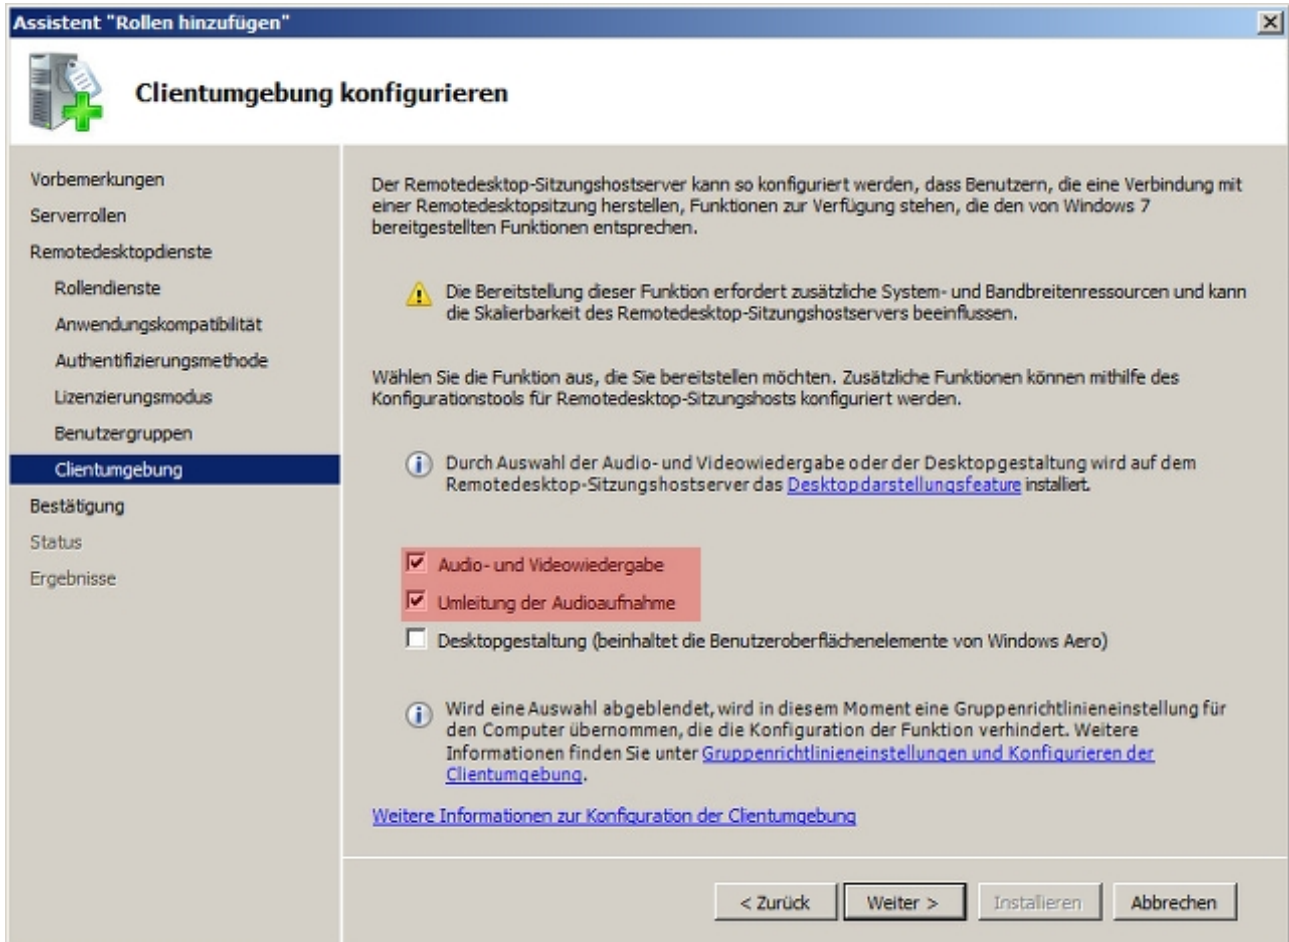 Assistent "Rollen hinzufügen"
Clientumgebung konfigurieren
Vorbemerkungen
Serverrollen
Remotedesktopdienste
Rollendienste
Anwendungskompatibilität
Authentifizierungsmethode
Lizenzierungsmodus
Benutzergruppen
Clientumgebung
Bestätigung
Status
Ergebnisse
Der Remotedesktop-Sitzungshostserver kann so konfiguriert werden, dass Benutzern, die eine Verbindung mit
einer Remotedesktopsitzung herstellen, Funktionen zur Verfügung stehen, die den von Windows 7
bereitgestellten Funktionen entsprechen.
Die Bereitstellung dieser Funktion erfordert zusätzliche System- und Bandbreitenressourcen und kann
die Skalierbarkeit des Remotedesktop-Sitzungshostservers beeinflussen.
Wählen Sie die Funktion aus, die Sie bereitstellen möchten. Zusätzliche Funktionen können mithilfe des
Konfigurationstools für Remotedesktop-Sitzungshosts konfiguriert werden.
Durch Auswahl der Audio- und Videowiedergabe oder der Desktopgestaltung wird auf dem
Remotedesktop-Sitzungshostserver das Desktopdarstellungsfeature installiert.
Audio- und Videowiedergabe
Umleitung der Audioaufnahme
Desktopgestaltung (beinhaltet die Benutzeroberflächenelemente von Windows Aero)
Wird eine Auswahl abgeblendet, wird in diesem Moment eine Gruppenrichtlinieneinstellung für
den Computer übernommen, die die Konfiguration der Funktion verhindert. Weitere
Informationen finden Sie unter Gruppenrichtlinieneinstellungen und Konfigurieren der
Clientumgebung.
Weitere Informationen zur Konfiguration der Clientumgebung
< Zurück
Weiter >
Installieren
Abbrechen